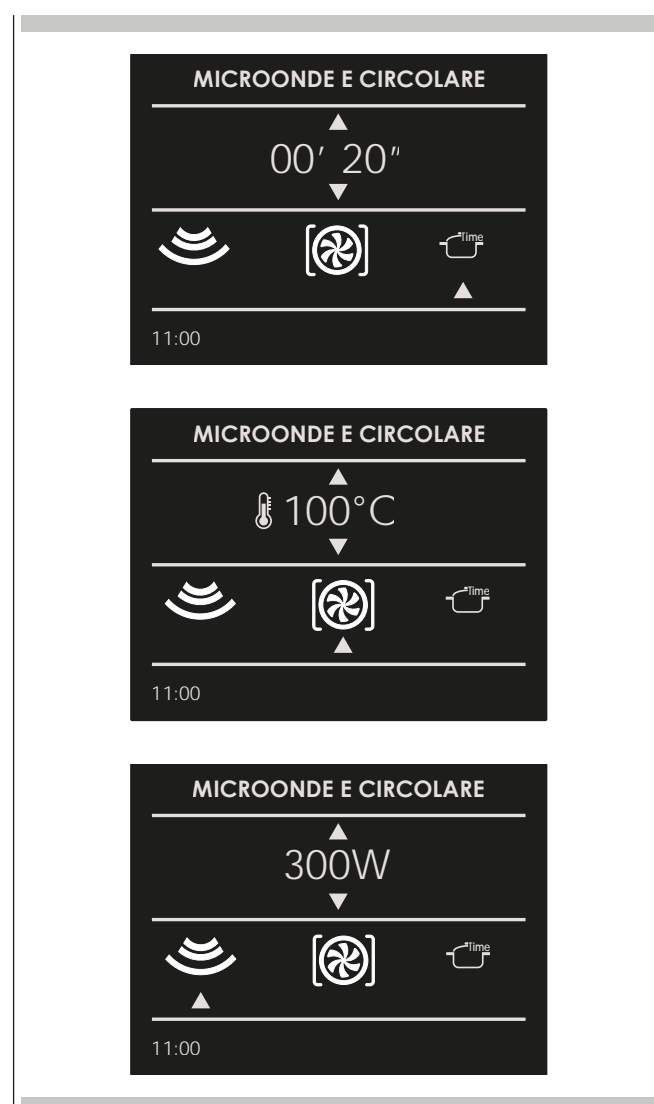 MICROONDE E CIRCOLARE
00′ 20″
Time
11:00
MICROONDE E CIRCOLARE
100°C
Time
11:00
MICROONDE E CIRCOLARE
300W
Time
11:00